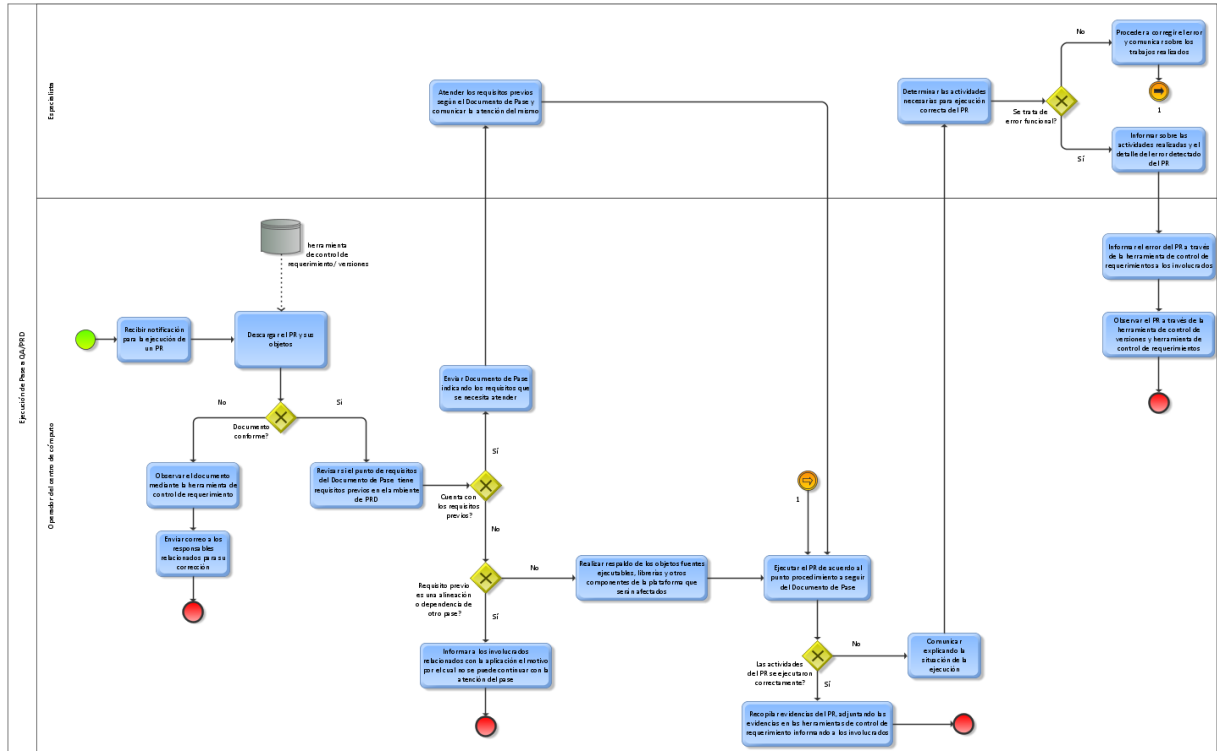 Ejecución de Pase a QA/PRD
Especialista
Atender los requisitos previos
según el Documento de Pase y
comunicar la atención del mismo
Determinar las actividades
necesarias para ejecución
correcta del PR
Se trata de
error funcional?
No
Proceder a corregir el error
y comunicar sobre los
trabajos realizados
1
Sí
Informar sobre las
actividades realizadas y el
detalle del error detectado
del PR
Operador del centro de cómputo
herramienta
de control de
requerimiento/ versiones
Recibir notificación
para la ejecución de
un PR
Descargar el PR y sus
objetos
No
Si
Documento
conforme?
Observar el documento
mediante la herramienta de
control de requerimiento
Enviar correo a los
responsables
relacionados para su
corrección
Revisar si el punto de requisitos
del Documento de Pase tiene
requisitos previos en el ambiente
de PRD
Enviar Documento de Pase
indicando los requisitos que
se necesita atender
Sí
Cuenta con
los requisitos
previos?
No
Requisito previo
es una alineación
o dependencia de
otro pase?
No
Sí
Informar a los involucrados
relacionados con la aplicación el motivo
por el cual no se puede continuar con la
atención del pase
Realizar respaldo de los objetos fuentes
ejecutables, librerías y otros
componentes de la plataforma que
serán afectados
1
Ejecutar el PR de acuerdo al
punto procedimiento a seguir
del Documento de Pase
Las actividades
del PR se ejecutaron
correctamente?
No
Sí
Comunicar
explicando la
situación de la
ejecución
Recopilar evidencias del PR, adjuntando las
evidencias en las herramientas de control de
requerimiento informando a los involucrados
Informar el error del PR a través
de la herramienta de control de
requerimientos a los involucrados
Observar el PR a través de la
herramienta de control de
versiones y herramienta de
control de requerimientos